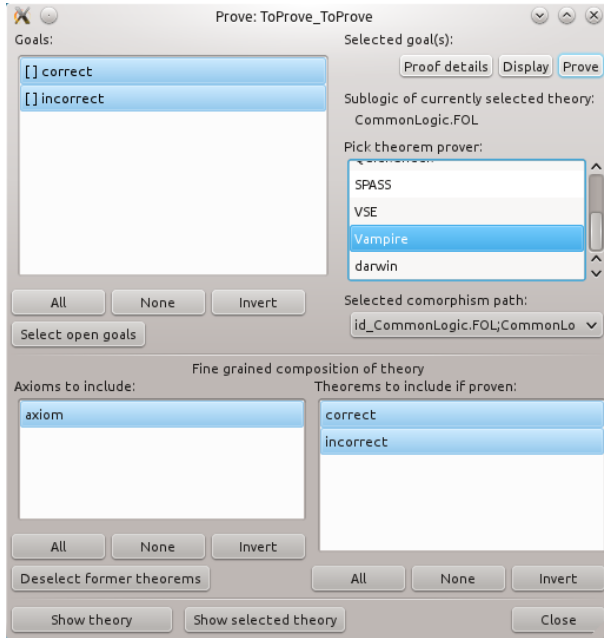 Prove: ToProve_ToProve
Goals:
Selected goal(s):
[ ] correct
[ ] incorrect
Proof details
Display
Prove
Sublogic of currently selected theory:
CommonLogic.FOL
Pick theorem prover:
SPASS
VSE
Vampire
darwin
All
None
Invert
Selected comorphism path:
Select open goals
id_CommonLogic.FOL;CommonLo
Fine grained composition of theory
Axioms to include:
Theorems to include if proven:
axiom
correct
incorrect
All
None
Invert
Deselect former theorems
All
None
Invert
Show theory
Show selected theory
Close